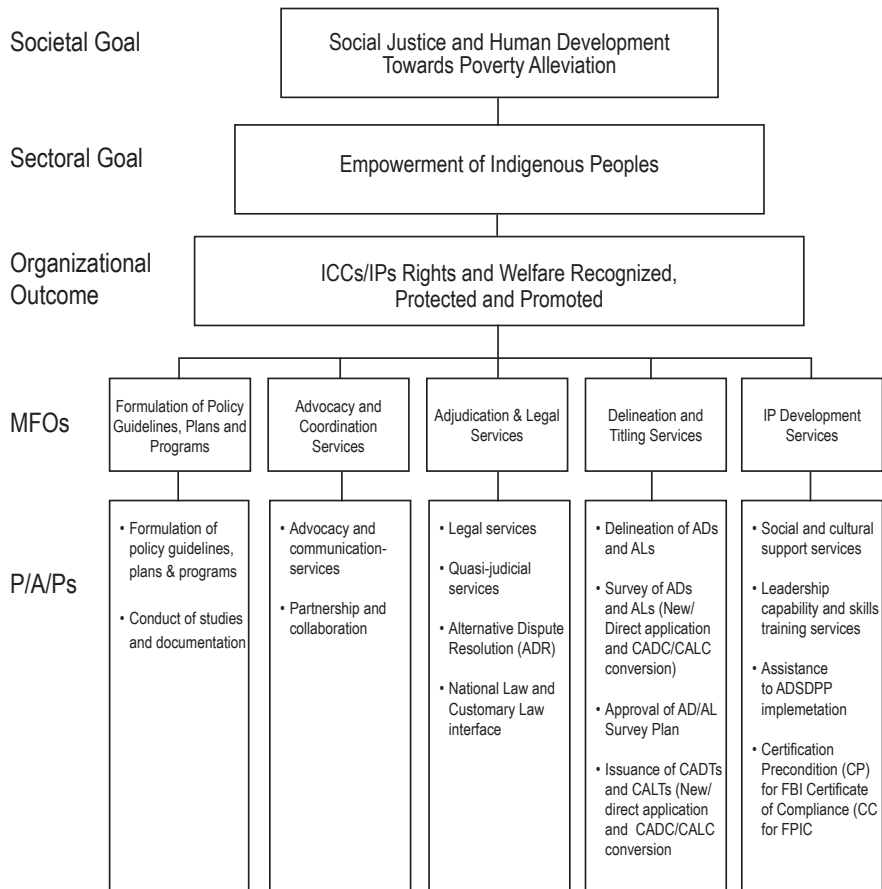 Societal Goal
Social Justice and Human Development
Towards Poverty Alleviation
Sectoral Goal
Empowerment of Indigenous Peoples
Organizational
Outcome
ICCs/IPs Rights and Welfare Recognized,
Protected and Promoted
MFOs
Formulation of Policy
Guidelines, Plans and
Programs
Advocacy and
Coordination
Services
Adjudication & Legal
Services
Delineation and
Titling Services
IP Development
Services
P/A/Ps
• Formulation of
policy guidelines,
plans & programs
• Conduct of studies
and documentation
• Advocacy and
communication-
services
• Partnership and
collaboration
• Legal services
• Quasi-judicial
services
• Alternative Dispute
Resolution (ADR)
• National Law and
Customary Law
interface
• Delineation of ADs
and ALs
• Survey of ADs
and ALs (New/
Direct application
and CADC/CALC
conversion)
• Approval of AD/AL
Survey Plan
• Issuance of CADTs
and CALTs (New/
direct application
and CADC/CALC
conversion
• Social and cultural
support services
• Leadership
capability and skills
training services
• Assistance
to ADSDPP
implemetation
• Certification
Precondition (CP)
for FBI Certificate
of Compliance (CC
for FPIC